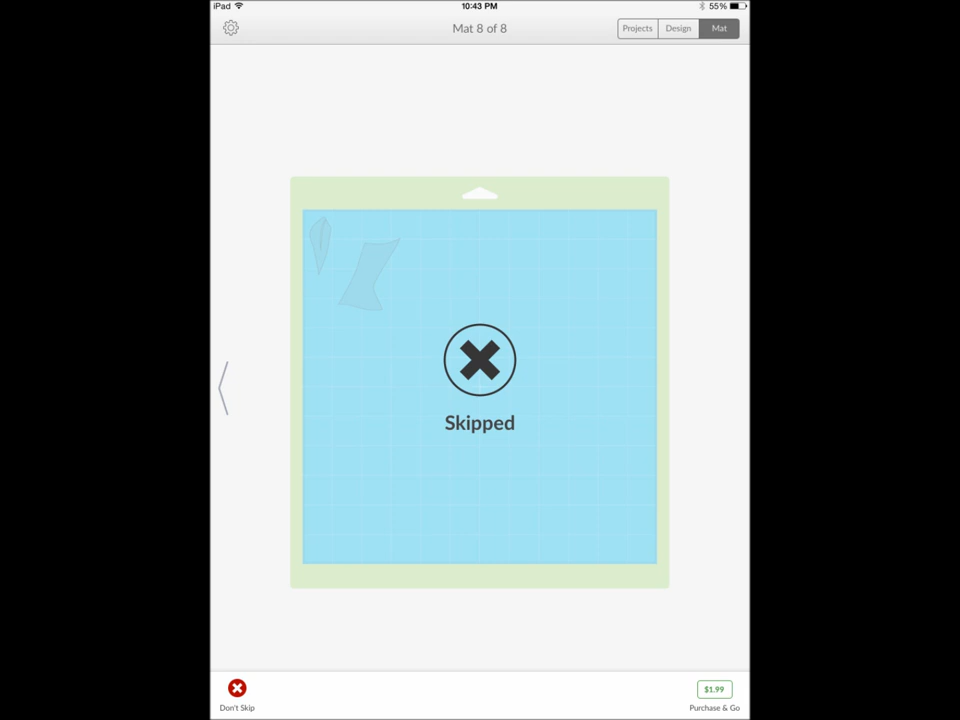 iPad 10:43 PM 55%
Mat 8 of 8
Projects Design Mat
Skipped
Don't Skip
$1.99
Purchase & Go